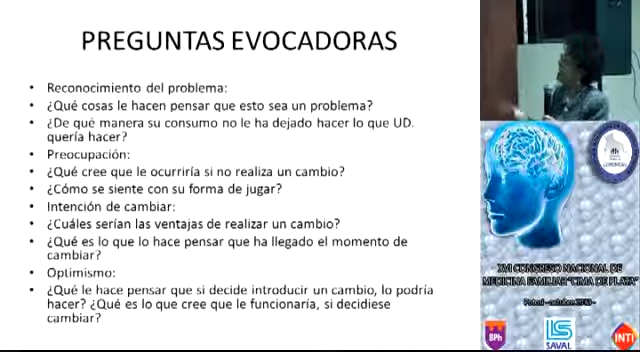 PREGUNTAS EVOCADORAS
• Reconocimiento del problema:
• ¿Qué cosas le hacen pensar que esto sea un problema?
• ¿De qué manera su consumo no le ha dejado hacer lo que UD.
quería hacer?
• Preocupación:
• ¿Qué cree que le ocurriría si no realiza un cambio?
• ¿Cómo se siente con su forma de jugar?
• Intención de cambiar:
• ¿Cuáles serían las ventajas de realizar un cambio?
• ¿Qué es lo que lo hace pensar que ha llegado el momento de
cambiar?
• Optimismo:
• ¿Qué le hace pensar que si decide introducir un cambio, lo podría
hacer? ¿Qué es lo que cree que le funcionaría, si decidiese
cambiar?
XVI CONGRESO NACIONAL DE
MEDICINA FAMILIAR "CIMA DE PLATA"
BPh
SAVAL
INTI